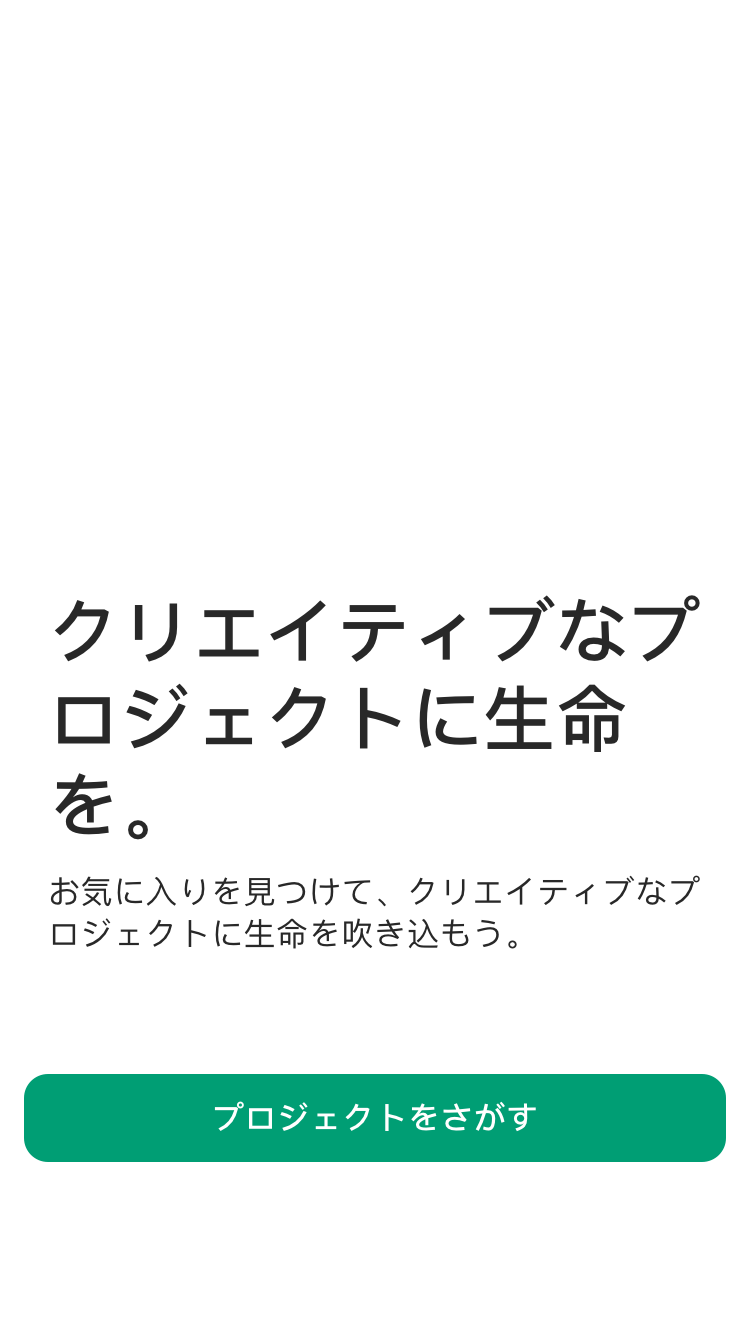 クリエイティブなプ
ロジェクトに生命
を。
お気に入りを見つけて、クリエイティブなプ
ロジェクトに生命を吹き込もう。
プロジェクトをさがす